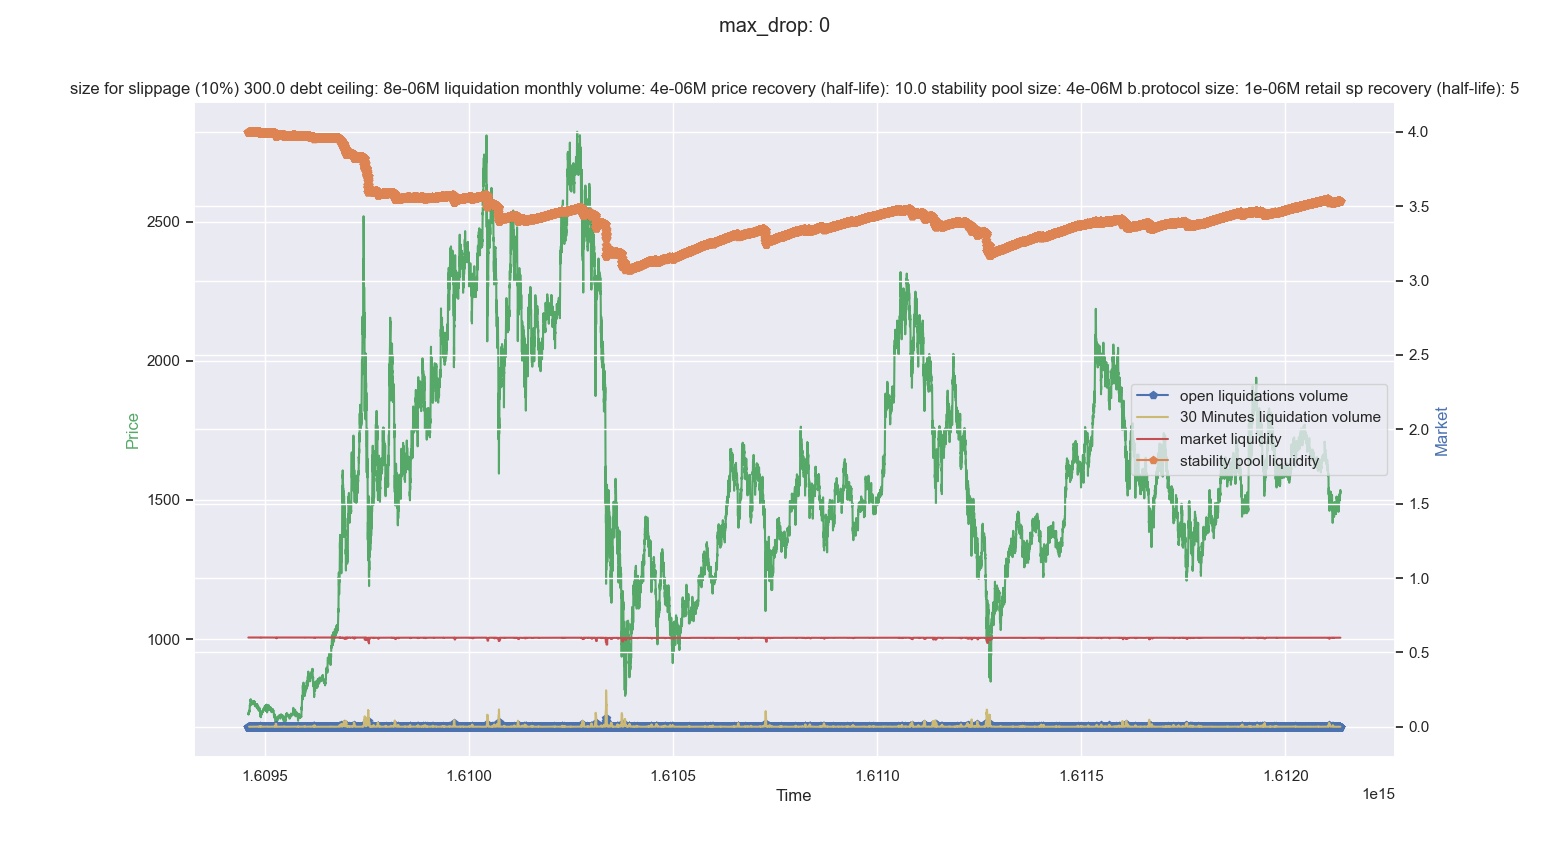 max_drop: 0
size for slippage (10%) 300.0 debt ceiling: 8e-06M liquidation monthly volume: 4e-06M price recovery (half-life): 10.0 stability pool size: 4e-06M b.protocol size: 1e-06M retail sp recovery (half-life): 5
4.0
3.5
2500
3.0
2.5
2000
open liquidations volume
30 Minutes liquidation volume
market liquidity
stability pool liquidity
Price
Market
2.0
1500
1.5
1.0
1000
0.5
0.0
1.6095 1.6100 1.6105 1.6110 1.6115 1.6120
Time
1e15